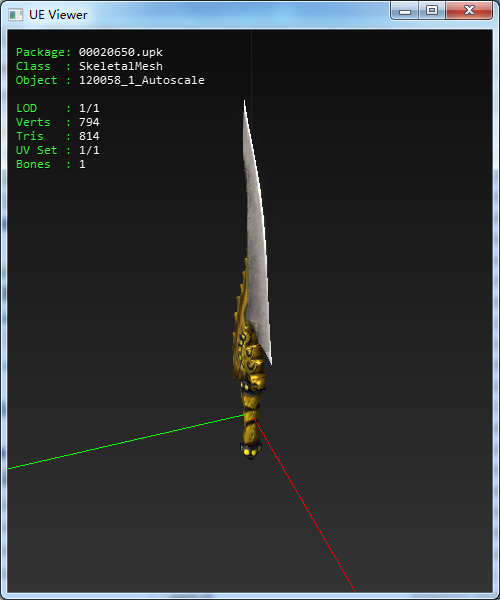 UE Viewer
Package: 00020650.upk
Class : SkeletalMesh
Object : 120058_1_Autoscale
LOD : 1/1
Verts : 794
Tris : 814
UV Set : 1/1
Bones : 1